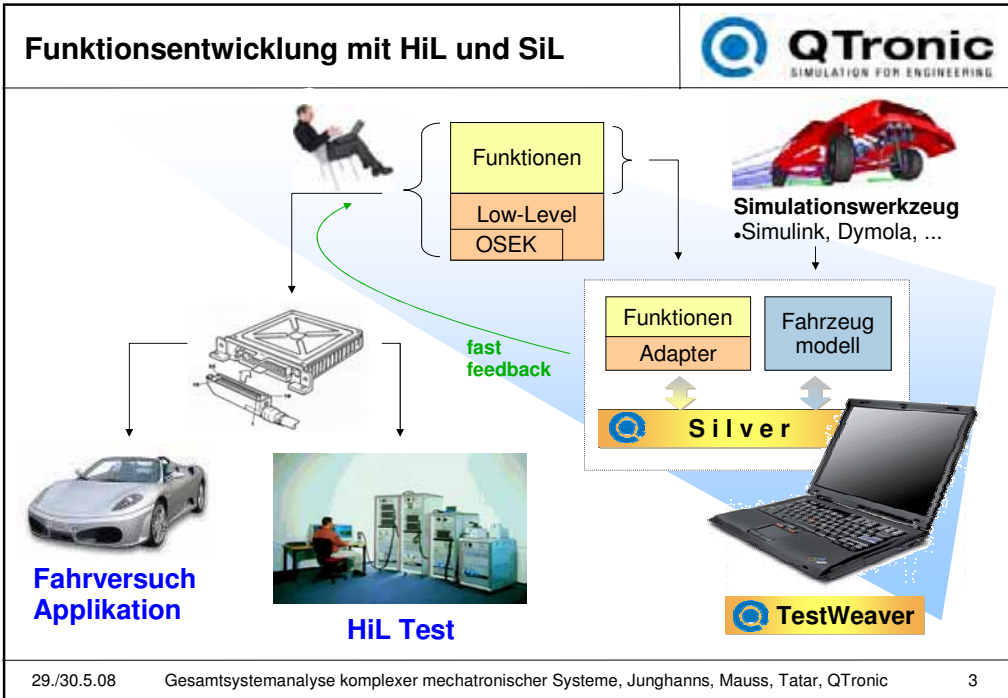 Funktionsentwicklung mit HiL und SiL
QTronic
SIMULATION FOR ENGINEERING
Funktionen
Low-Level
OSEK
Simulationswerkzeug
•Simulink, Dymola, ...
Funktionen
Adapter
Fahrzeug
modell
fast
feedback
Silver
Fahrversuch
Applikation
HiL Test
TestWeaver
29./30.5.08 Gesamtsystemanalyse komplexer mechatronischer Systeme, Junghanns, Mauss, Tatar, QTronic 3